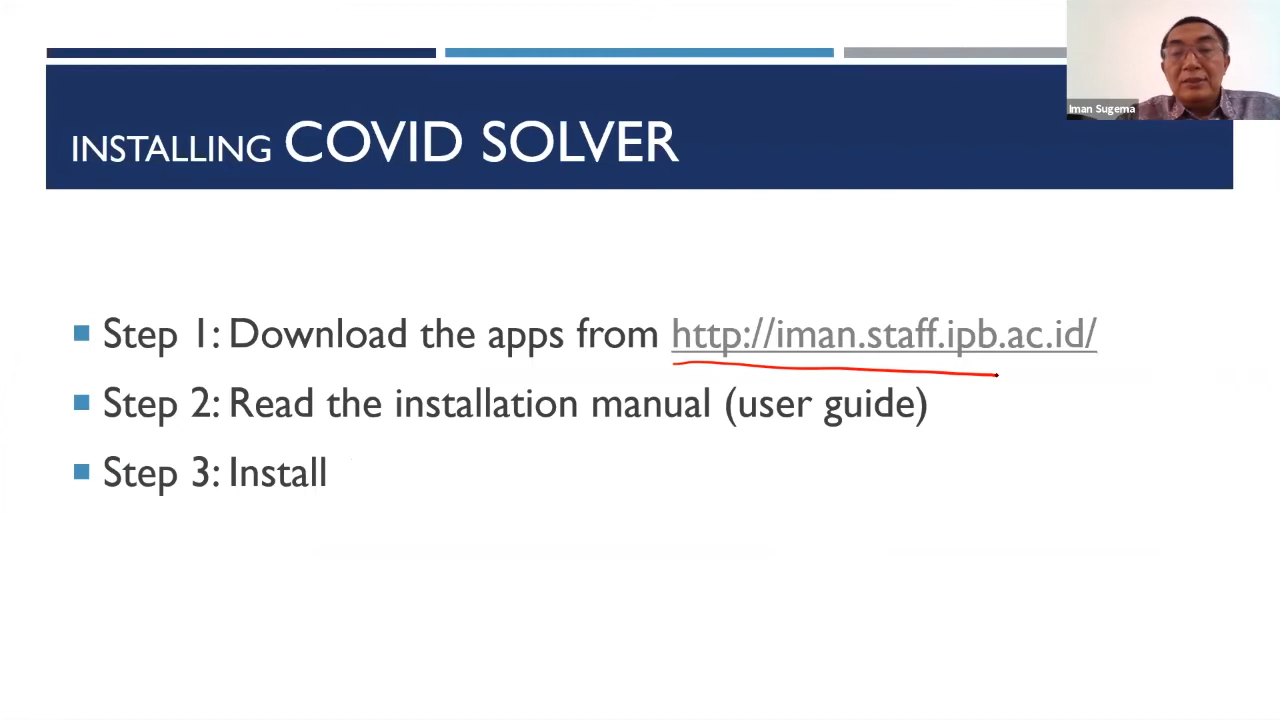 Iman Sugema
INSTALLING COVID SOLVER
Step 1: Download the apps from http://iman.staff.ipb.ac.id/
Step 2: Read the installation manual (user guide)
Step 3: Install